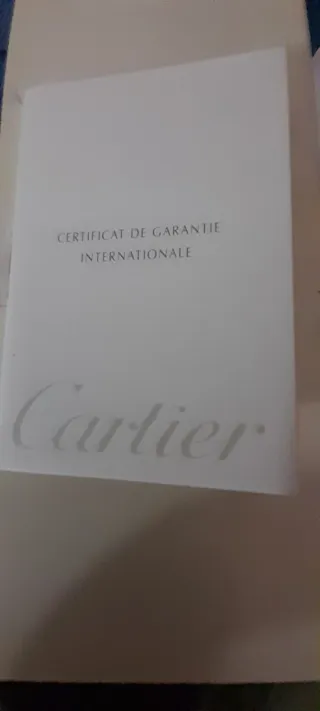 CERTIFICAT DE GARANTIE
INTERNATIONALE
Cartier